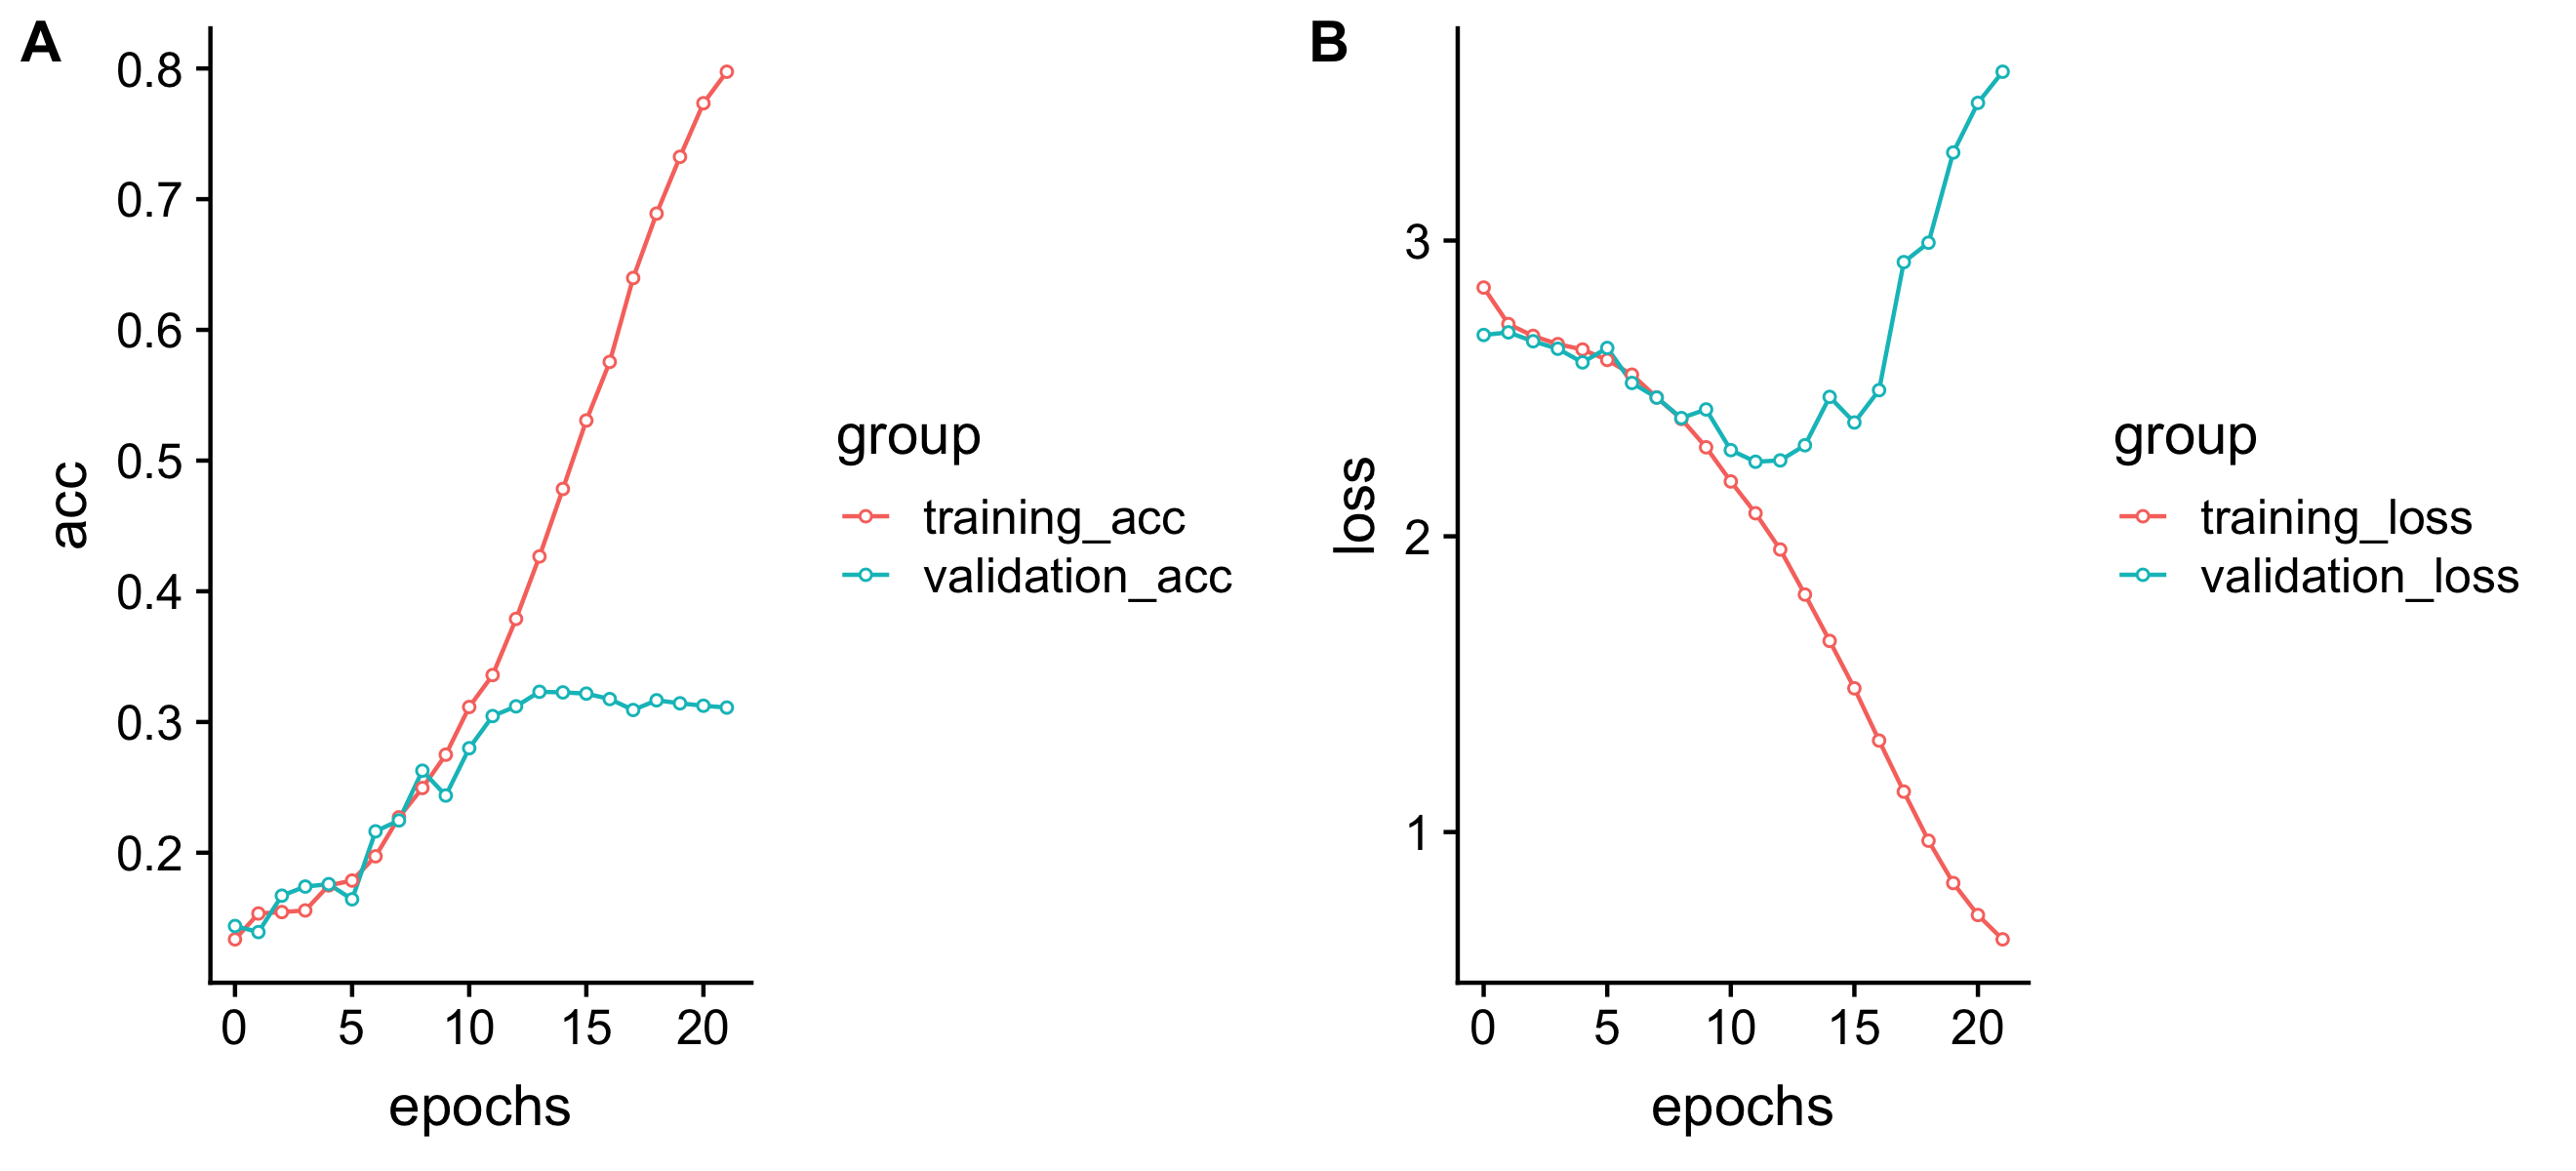 A
0.8
0.7
0.6
0.5
0.4
0.3
0.2
acc
0 5 10 15 20
epochs
group
training_acc
validation_acc
B
3
2
1
loss
0 5 10 15 20
epochs
group
training_loss
validation_loss